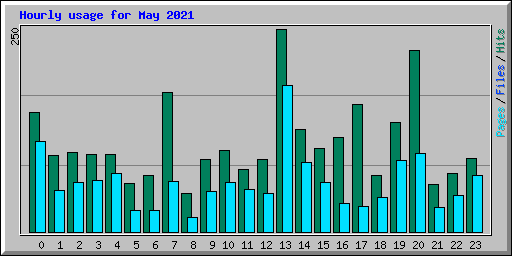 Hourly usage for May 2021
250
Pages/Files/Hits
0 1 2 3 4 5 6 7 8 9 10 11 12 13 14 15 16 17 18 19 20 21 22 23